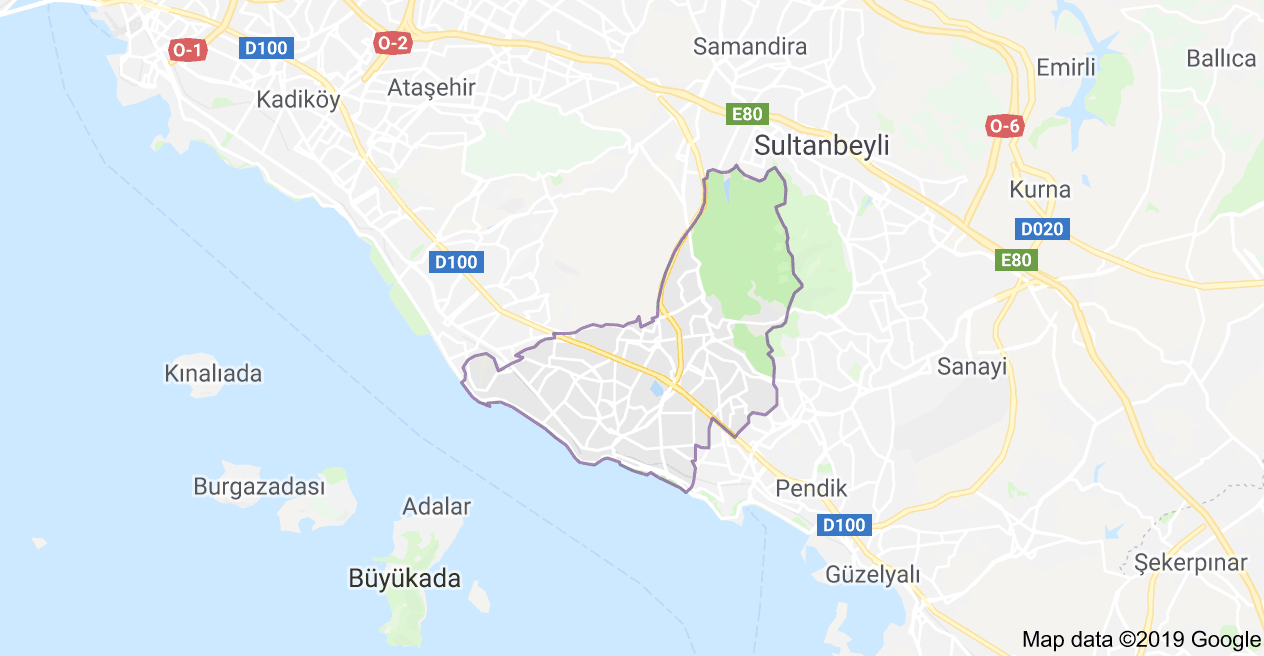 O-1
D100
O-2
Samandira
Emirli
Ballıca
Kadiköy
Ataşehir
E80
O-6
Sultanbeyli
Kurna
D020
D100
E80
Kınalıada
Sanayi
Burgazadası
Adalar
Pendik
D100
Büyükada
Güzelyalı
Şekerpınar
Map data ©2019 Google